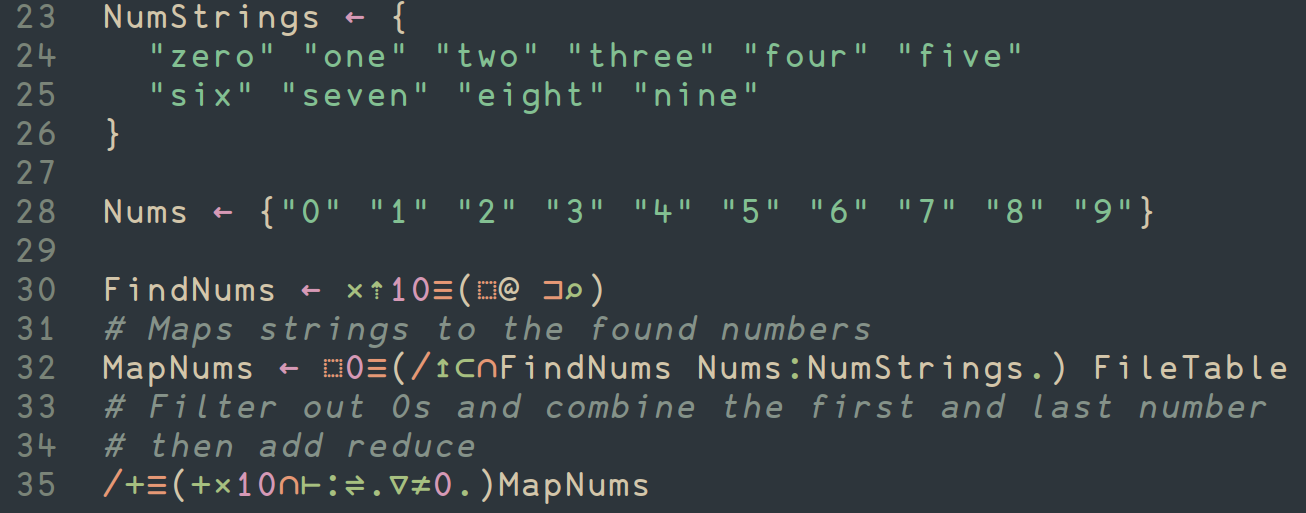 23 NumStrings ← {
24   "zero" "one" "two" "three" "four" "five"
25   "six" "seven" "eight" "nine"
26 }
27
28 Nums ← {"0" "1" "2" "3" "4" "5" "6" "7" "8" "9"}
29
30 FindNums ← ×⇡10≡(⬚@ ⊐⌕)
31 # Maps strings to the found numbers
32 MapNums ← ⬚0≡(/↥⊂∩FindNums Nums:NumStrings.) FileTable
33 # Filter out 0s and combine the first and last number
34 # then add reduce
35 /+≡(+×10∩⊢:⇌.▽≠0.)MapNums